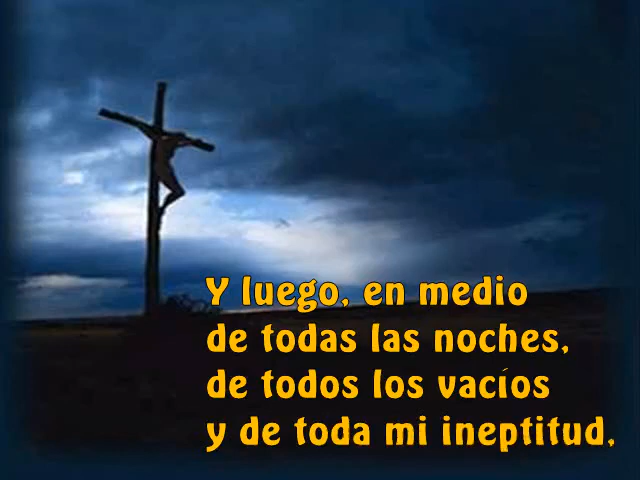 Y luego, en medio
de todas las noches,
de todos los vacíos
y de toda mi ineptitud,